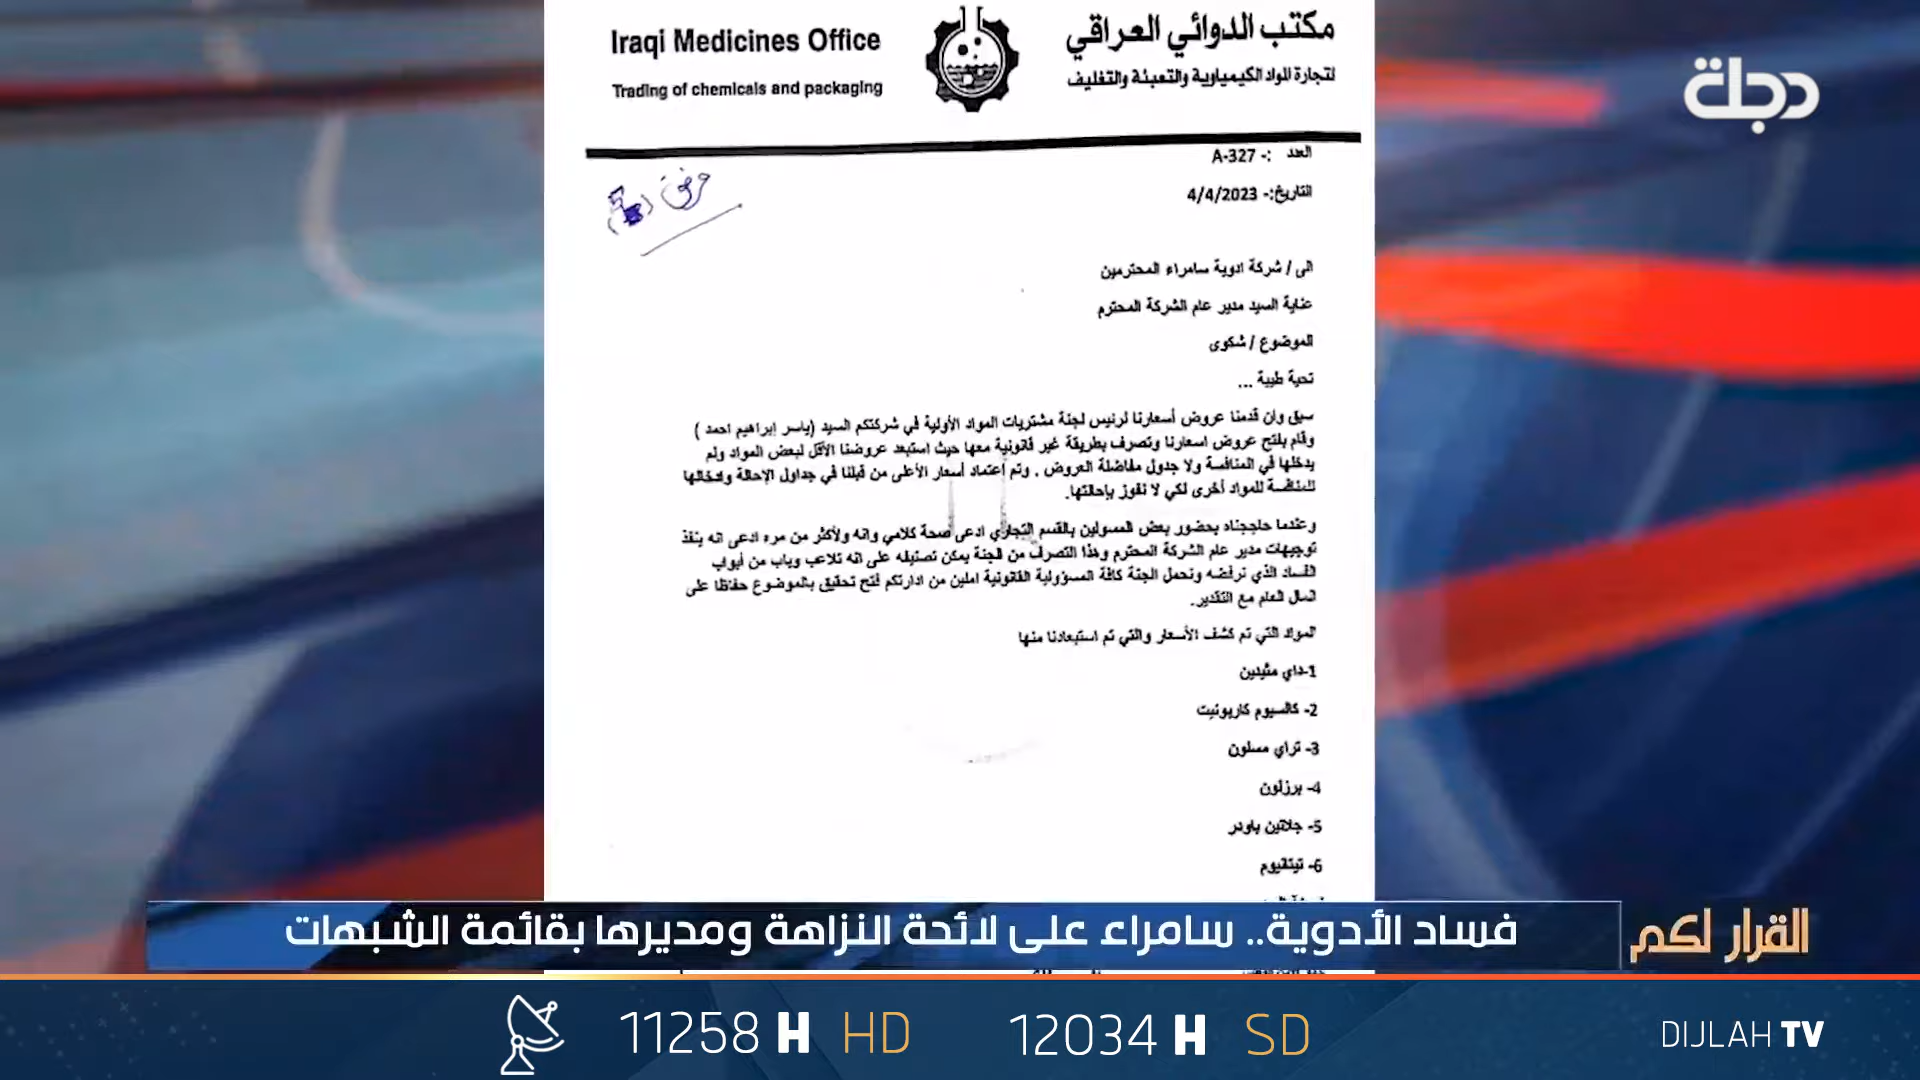 Iraqi Medicines Office
Trading of chemicals and packaging
مكتب الدوائي العراقي
لتجارة المواد الكيمياوية والتعبئة والتغليف
دجلة
العدد :- A-327
التاريخ:- 4/4/2023
الى / شركة ادوية سامراء المحترمين
عناية السيد مدير عام الشركة المحترم
الموضوع / شكوى
تحية طيبة ...
سبق وان قدمنا عروض أسعارنا لرئيس لجنة مشتريات المواد الأولية في شركتكم السيد (ياسر إبراهيم احمد )
وقام بفتح عروض اسعارنا وتصرف بطريقة غير قانونية معها حيث استبعد عروضنا الأقل لبعض المواد ولم
يدخلها في المنافسة ولا جدول مفاضلة العروض . وتم أعتماد أسعار الأعلى من قبلنا في جداول الإحالة وادخالها
للمنافسة للمواد أخرى لكي لا نفوز بإحالتها.
وعندما حاججناه بحضور بعض المسولين بالقسم التجاري ادعى صحة كلامي وانه ولأكثر من مره ادعى انه ينفذ
توجيهات مدير عام الشركة المحترم وهذا التصرف من الجنة يمكن تصنيفه على انه تلاعب وباب من أبواب
الفساد الذي نرفضه ونحمل الجنة كافة المسؤولية القانونية املين من ادارتكم فتح تحقيق بالموضوع حفاظا على
المال العام مع التقدير.
المواد التي تم كشف الأسعار والتي تم استبعادنا منها
1-داي مثيدين
2- كالسيوم كاربونيت
3- تراي مسلون
4- برزلون
5- جلاتين باودر
6- تيتانيوم
فساد الأدوية.. سامراء على لائحة النزاهة ومديرها بقائمة الشبهات
القرار لكم
11258 H HD
12034 H SD
DIJLAH TV